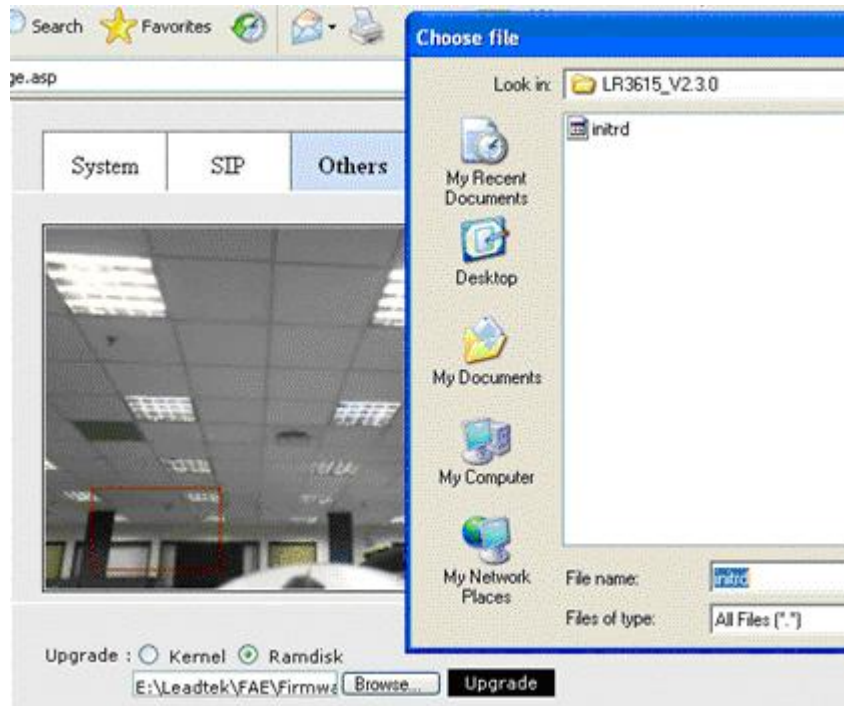 Search Favorites
ge.asp
System SIP Others
Upgrade : Kernel Ramdisk
E:\Leadtek\FAE\Firmwa Browse... Upgrade
Choose file
Look in: LR3615_V2.3.0
initrd
My Recent
Documents
Desktop
My Documents
My Computer
My Network
Places
File name: initrd
Files of type: All Files (*.*)